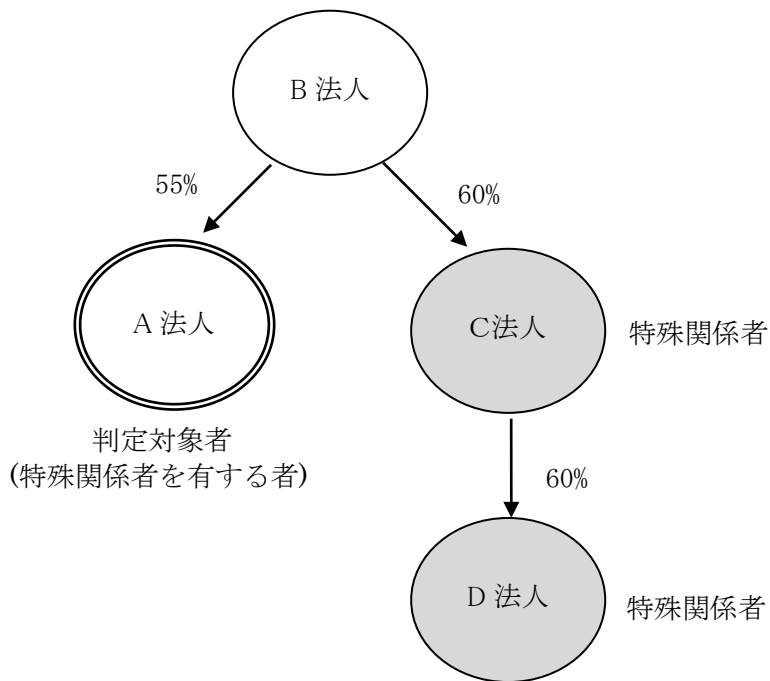 B 法人
55%
60%
A 法人
C法人
特殊関係者
判定対象者
(特殊関係者を有する者)
60%
D 法人
特殊関係者